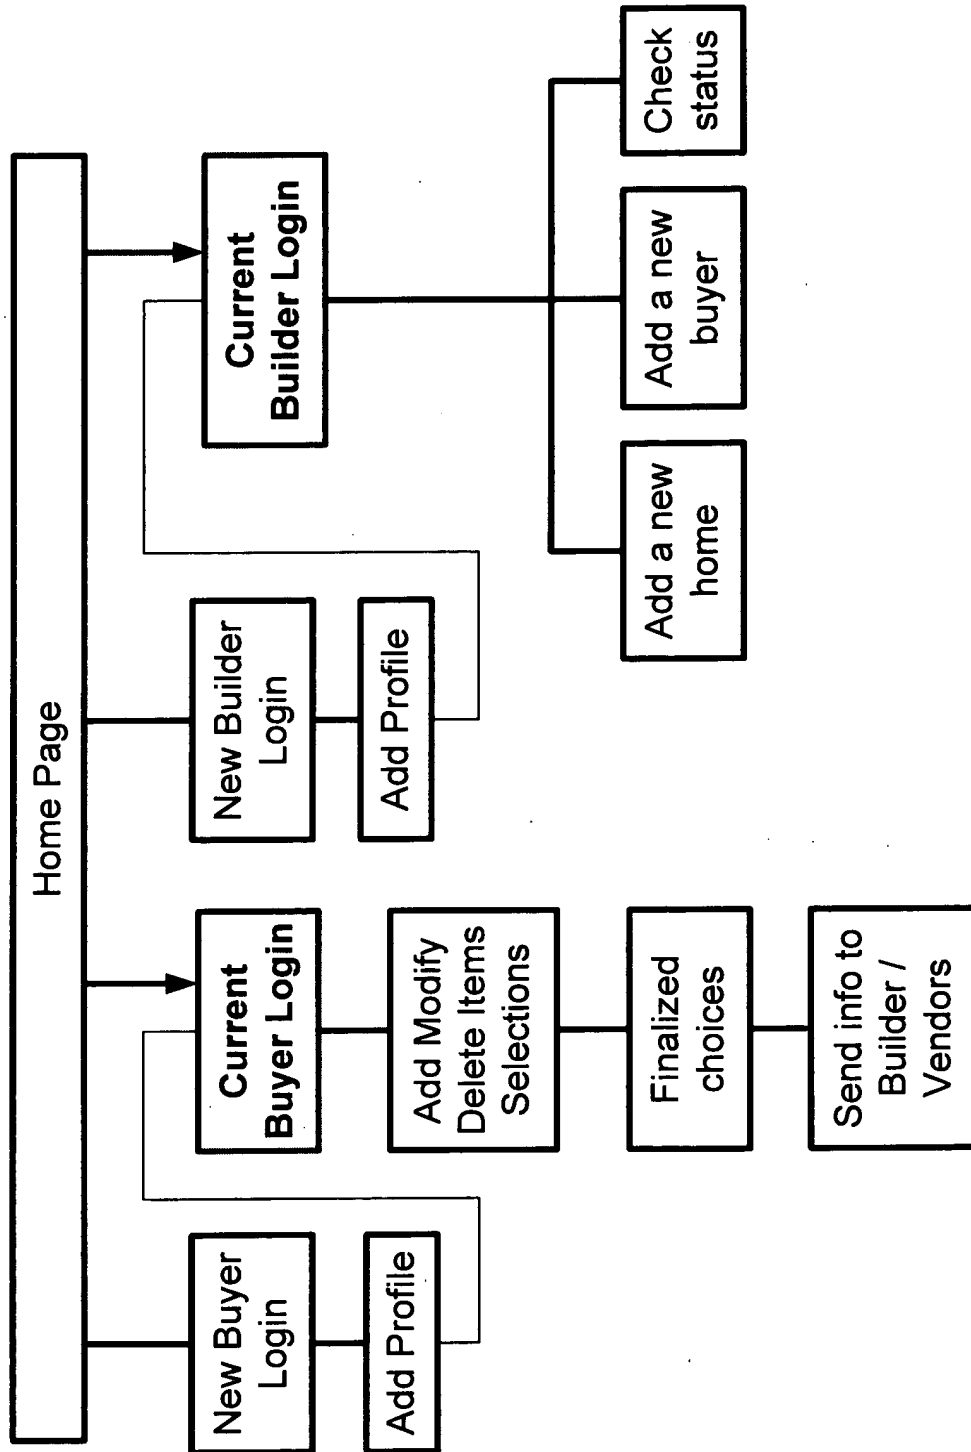 Home Page
New Buyer
Login
Add Profile
Current
Buyer Login
Add Modify
Delete Items
Selections
Finalized
choices
Send info to
Builder /
Vendors
New Builder
Login
Add Profile
Current
Builder Login
Add a new
home
Add a new
buyer
Check
status